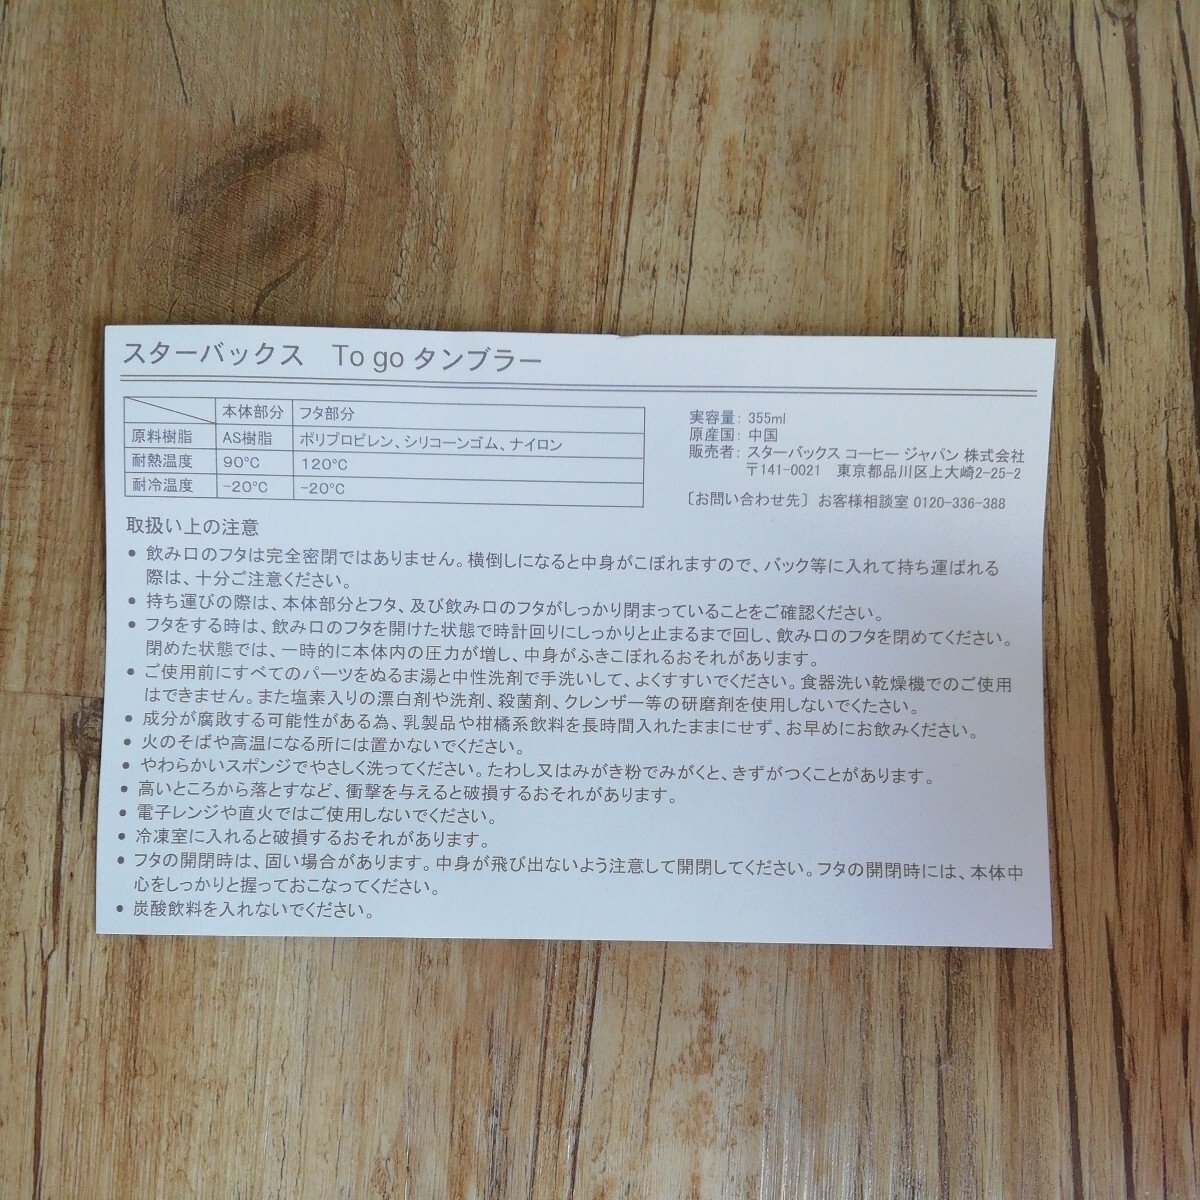 スターバックス To go タンブラー
本体部分 フタ部分
原料樹脂 AS樹脂 ポリプロピレン、シリコーンゴム、ナイロン
耐熱温度 90℃ 120℃
耐冷温度 -20℃ -20℃
実容量: 355ml
原産国: 中国
販売者: スターバックス コーヒー ジャパン 株式会社
〒141-0021 東京都品川区上大崎2-25-2
〔お問い合わせ先〕 お客様相談室 0120-336-388
取扱い上の注意
● 飲み口のフタは完全密閉ではありません。横倒しになると中身がこぼれますので、バック等に入れて持ち運ばれる
際は、十分ご注意ください。
● 持ち運びの際は、本体部分とフタ、及び飲み口のフタがしっかり閉まっていることをご確認ください。
● フタをする時は、飲み口のフタを開けた状態で時計回りにしっかりと止まるまで回し、飲み口のフタを閉めてください。
閉めた状態では、一時的に本体内の圧力が増し、中身がふきこぼれるおそれがあります。
● ご使用前にすべてのパーツをぬるま湯と中性洗剤で手洗いして、よくすすいでください。食器洗い乾燥機でのご使用
はできません。また塩素入りの漂白剤や洗剤、殺菌剤、クレンザー等の研磨剤を使用しないでください。
● 成分が腐敗する可能性がある為、乳製品や柑橘系飲料を長時間入れたままにせず、お早めにお飲みください。
● 火のそばや高温になる所には置かないでください。
● やわらかいスポンジでやさしく洗ってください。たわし又はみがき粉でみがくと、きずがつくことがあります。
● 高いところから落とすなど、衝撃を与えると破損するおそれがあります。
● 電子レンジや直火ではご使用しないでください。
● 冷凍室に入れると破損するおそれがあります。
● フタの開閉時は、固い場合があります。中身が飛び出ないよう注意して開閉してください。フタの開閉時には、本体中
心をしっかりと握っておこなってください。
● 炭酸飲料を入れないでください。